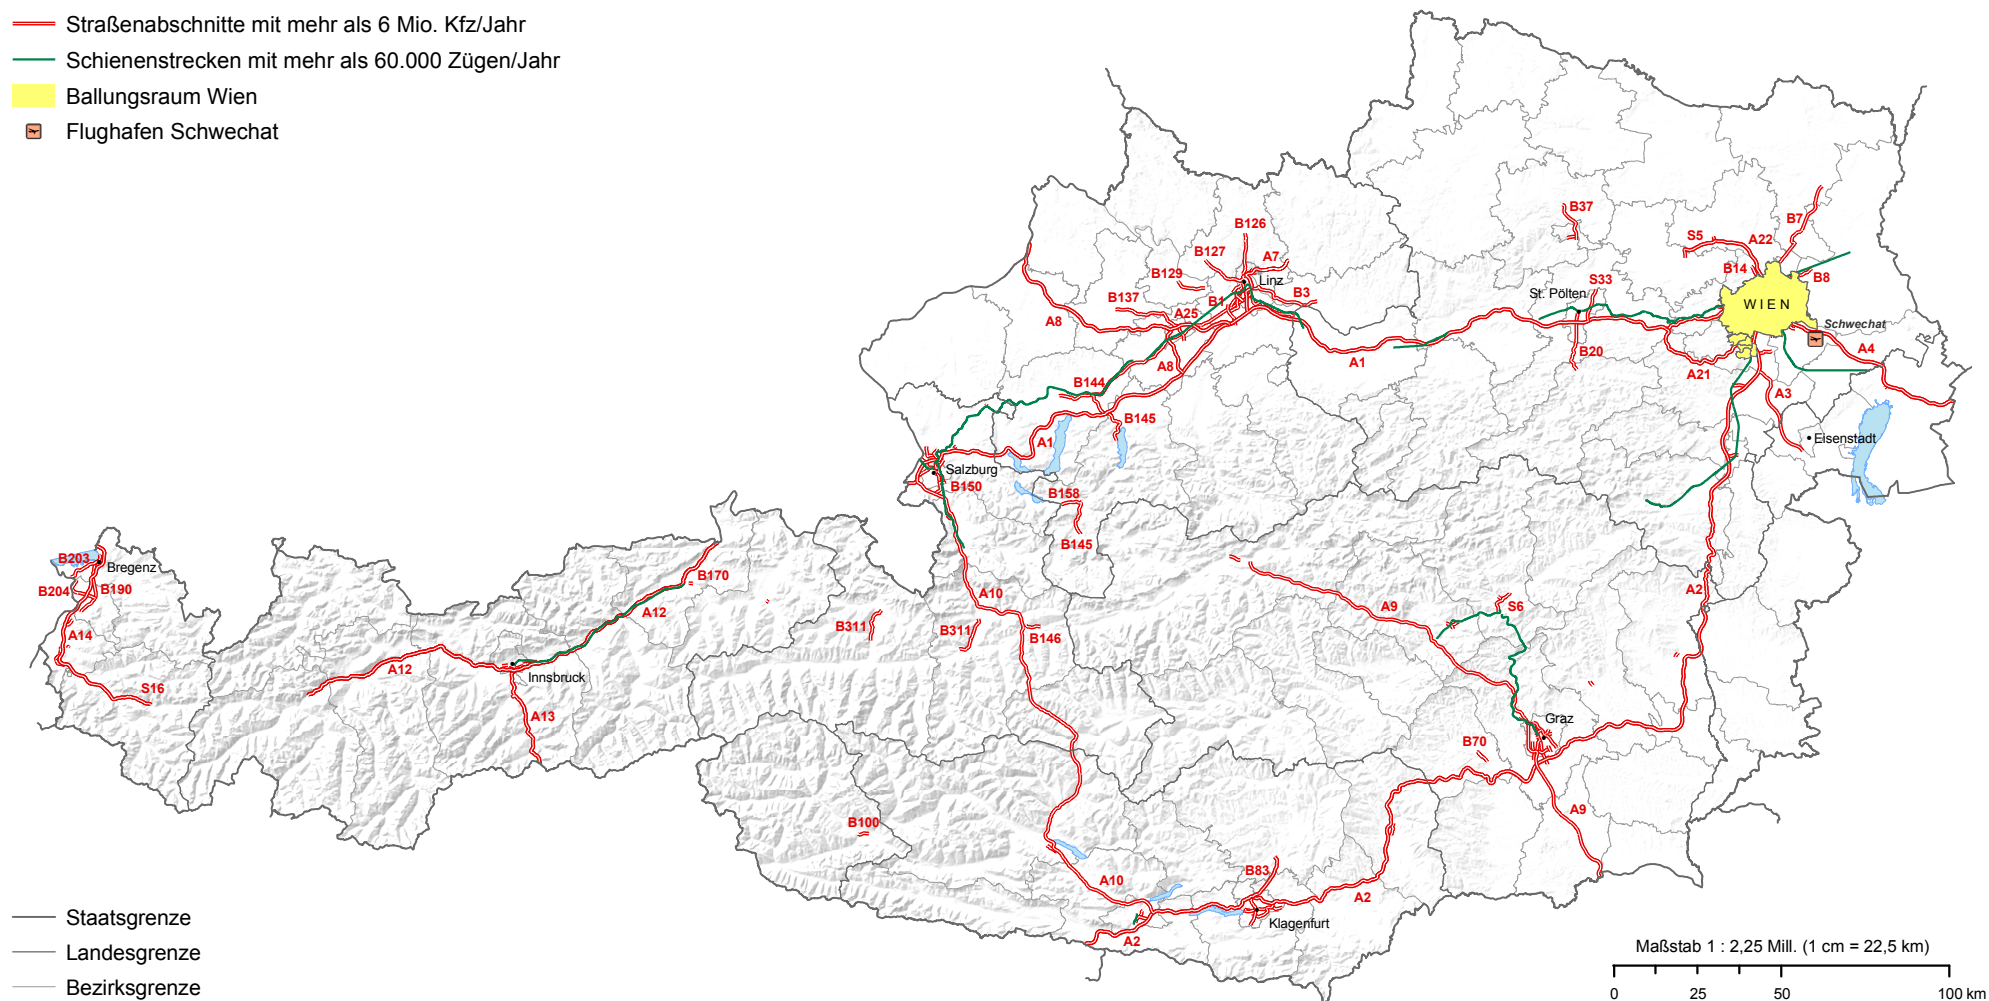 Straßenabschnitte mit mehr als 6 Mio. Kfz/Jahr
Schienenstrecken mit mehr als 60.000 Zügen/Jahr
Ballungsraum Wien
Flughafen Schwechat
B37
B7
B126
S5
A22
B127
A7
B14
B8
B129
Linz
S33
B137
B1
B3
St. Pölten
WIEN
A25
A8
Schwechat
A8
A1
B20
A21
A4
B144
A3
B145
A1
Eisenstadt
Salzburg
B150
B158
B145
B203
Bregenz
B170
B204
B190
A12
A10
A9
S6
A2
A14
B311
B311
B146
A12
Innsbruck
S16
A13
Graz
B70
B100
A9
A10
B83
A2
Klagenfurt
A2
Staatsgrenze
Landesgrenze
Bezirksgrenze
Maßstab 1 : 2,25 Mill. (1 cm = 22,5 km)
0 25 50 100 km